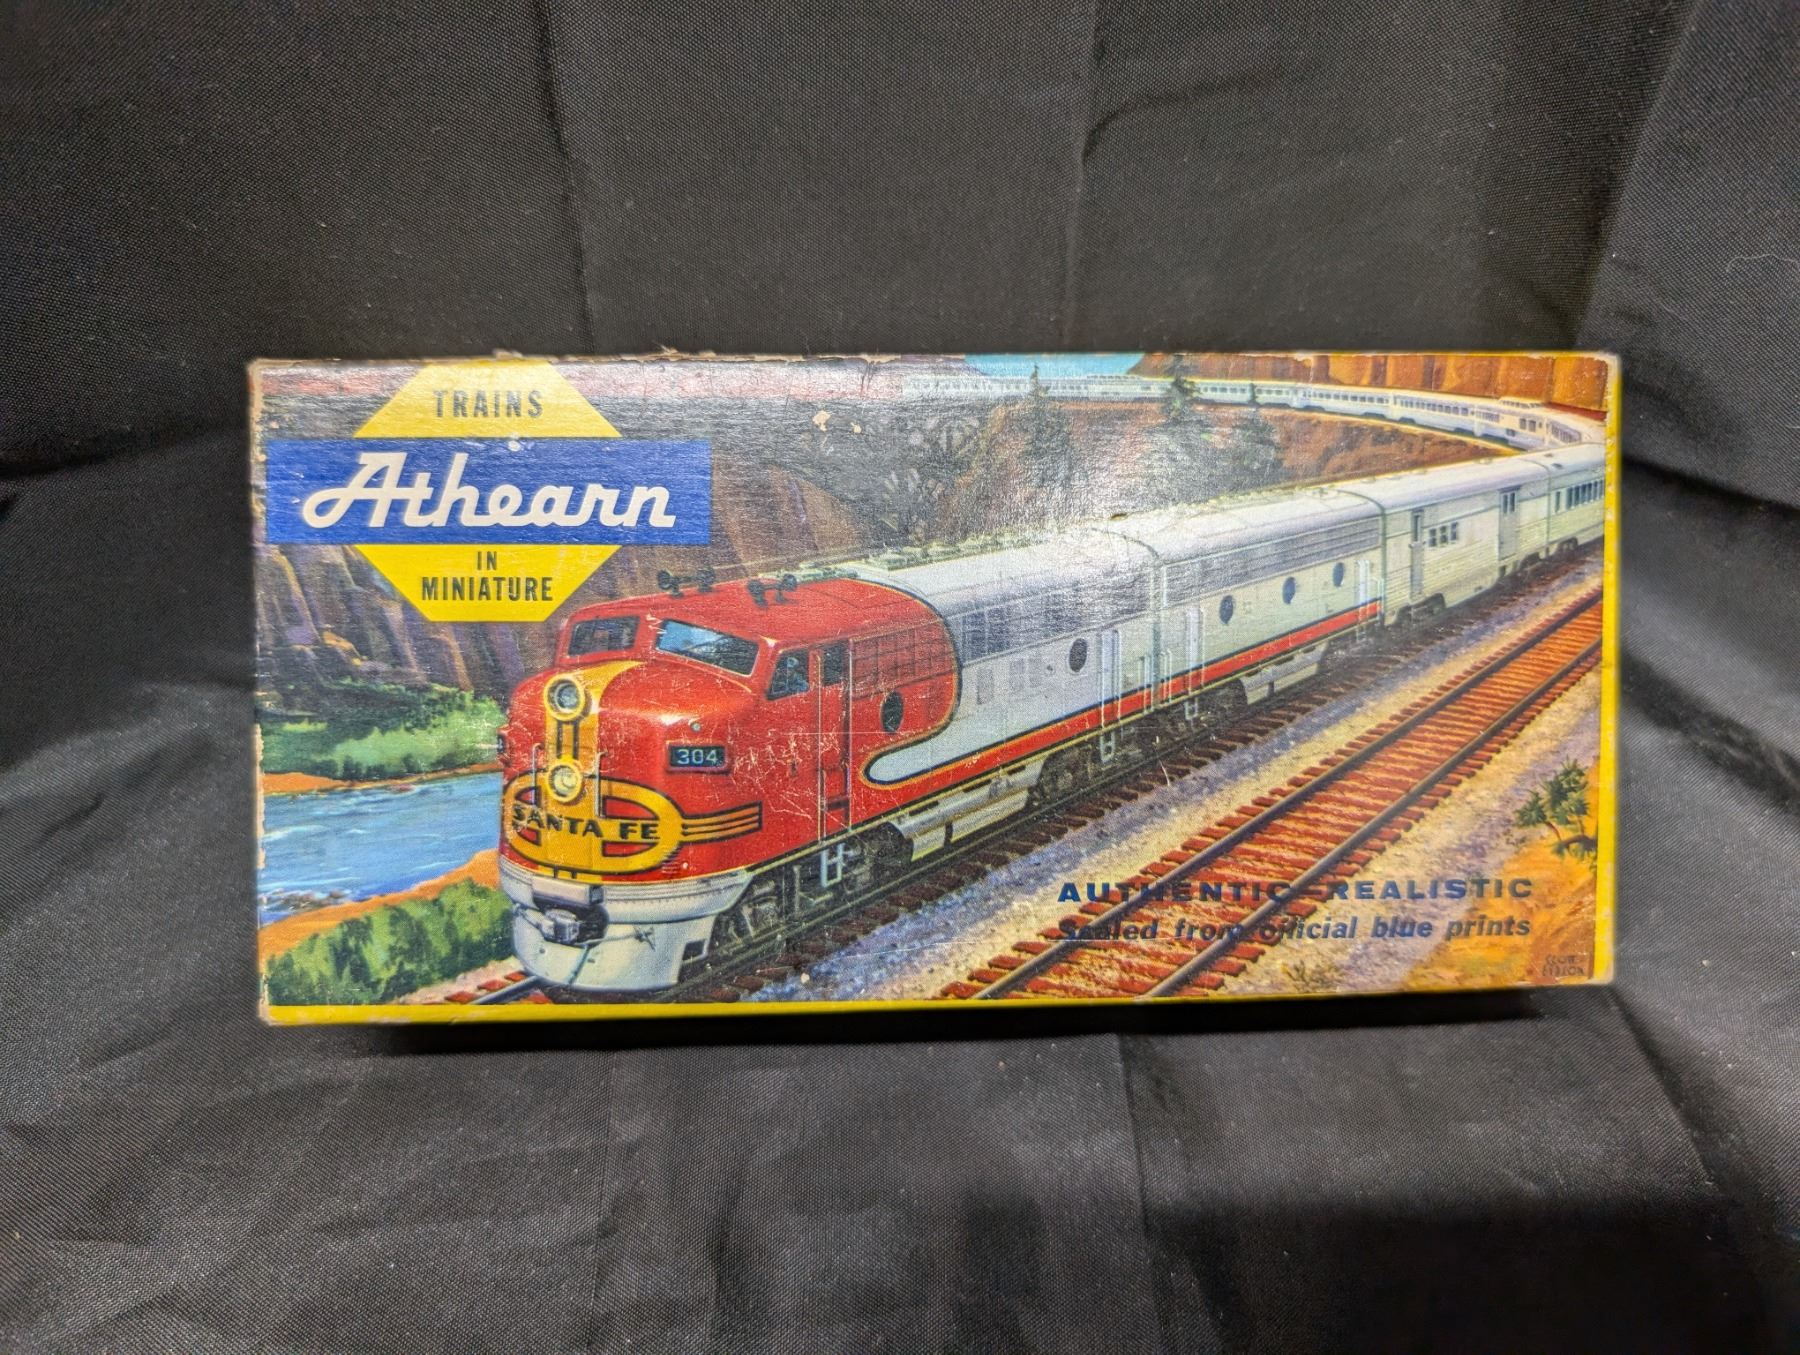 TRAINS
Athearn
IN
MINIATURE
304
SANTA FE
AUTHENTIC—REALISTIC
Scaled from official blue prints